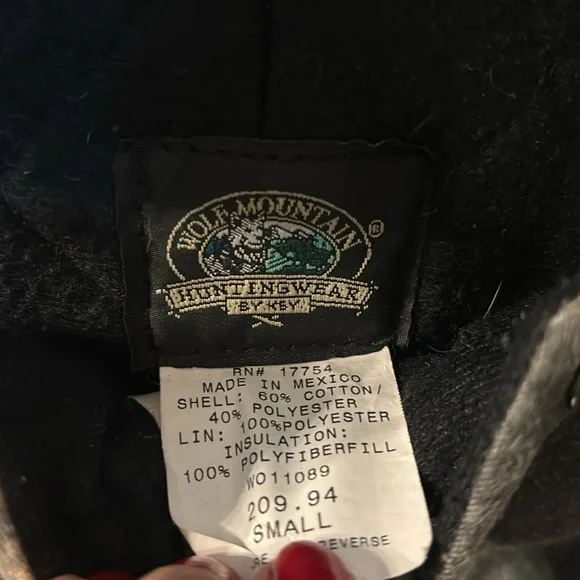 WOLF MOUNTAIN
®
HUNTINGWEAR
BY KEY
RN# 17754
MADE IN MEXICO
SHELL: 60% COTTON/
40% POLYESTER
LIN: 100%POLYESTER
INSULATION:
100% POLYFIBERFILL
WO11089
209.94
SMALL
REVERSE